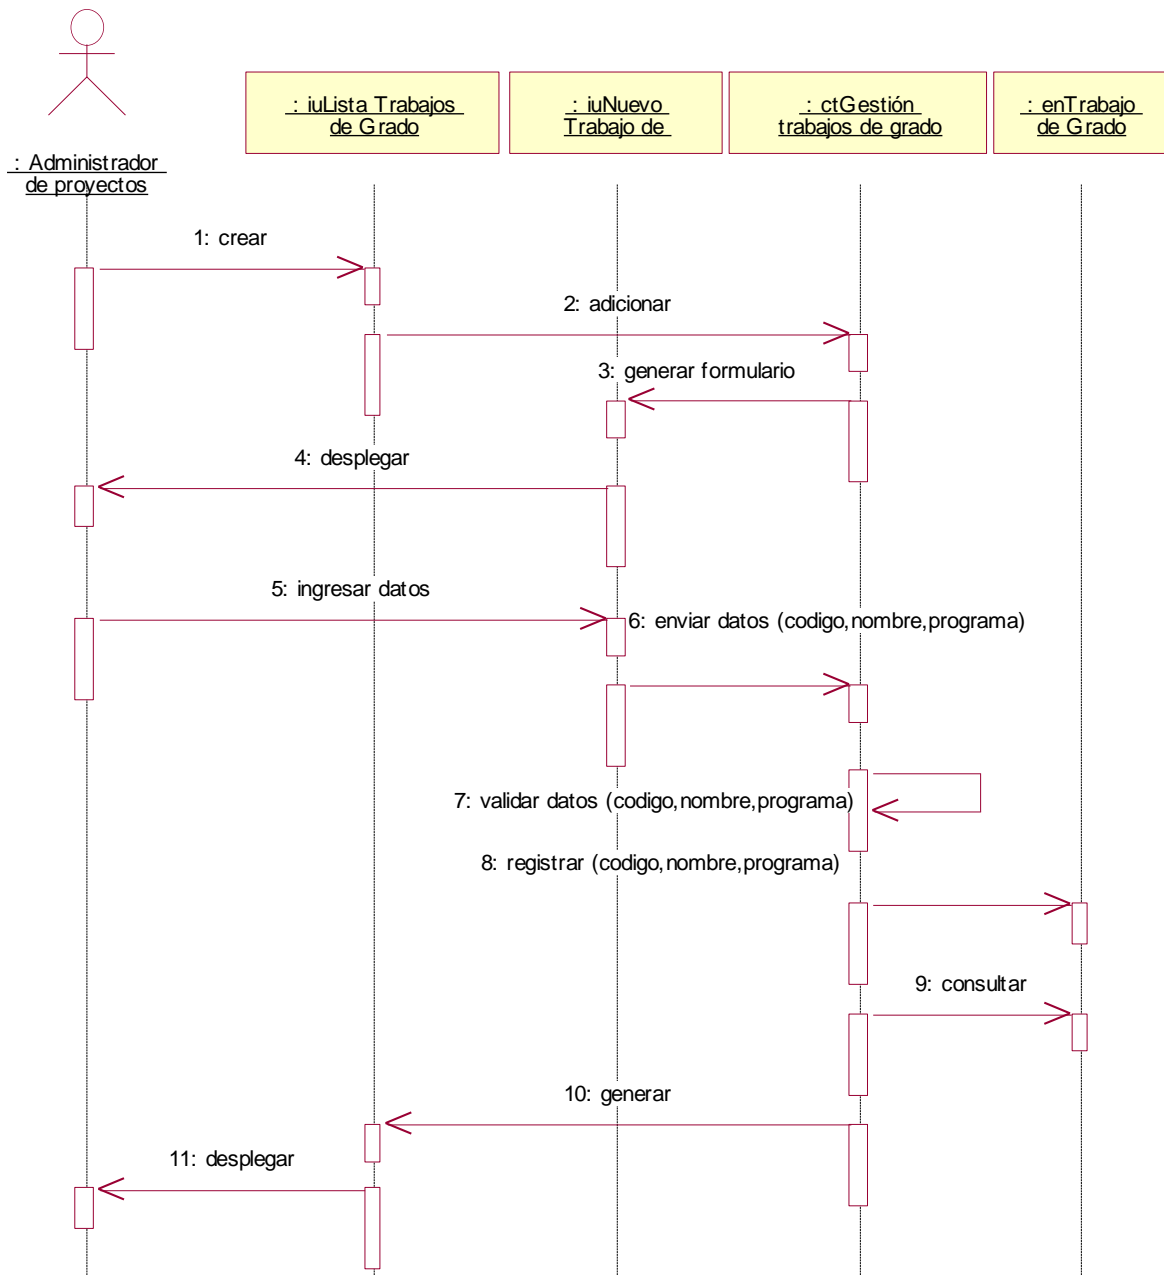 : iuLista Trabajos
de Grado
: iuNuevo
Trabajo de
: ctGestión
trabajos de grado
: enTrabajo
de Grado
: Administrador
de proyectos
1: crear
2: adicionar
3: generar formulario
4: desplegar
5: ingresar datos
6: enviar datos (codigo,nombre,programa)
7: validar datos (codigo,nombre,programa)
8: registrar (codigo,nombre,programa)
9: consultar
10: generar
11: desplegar